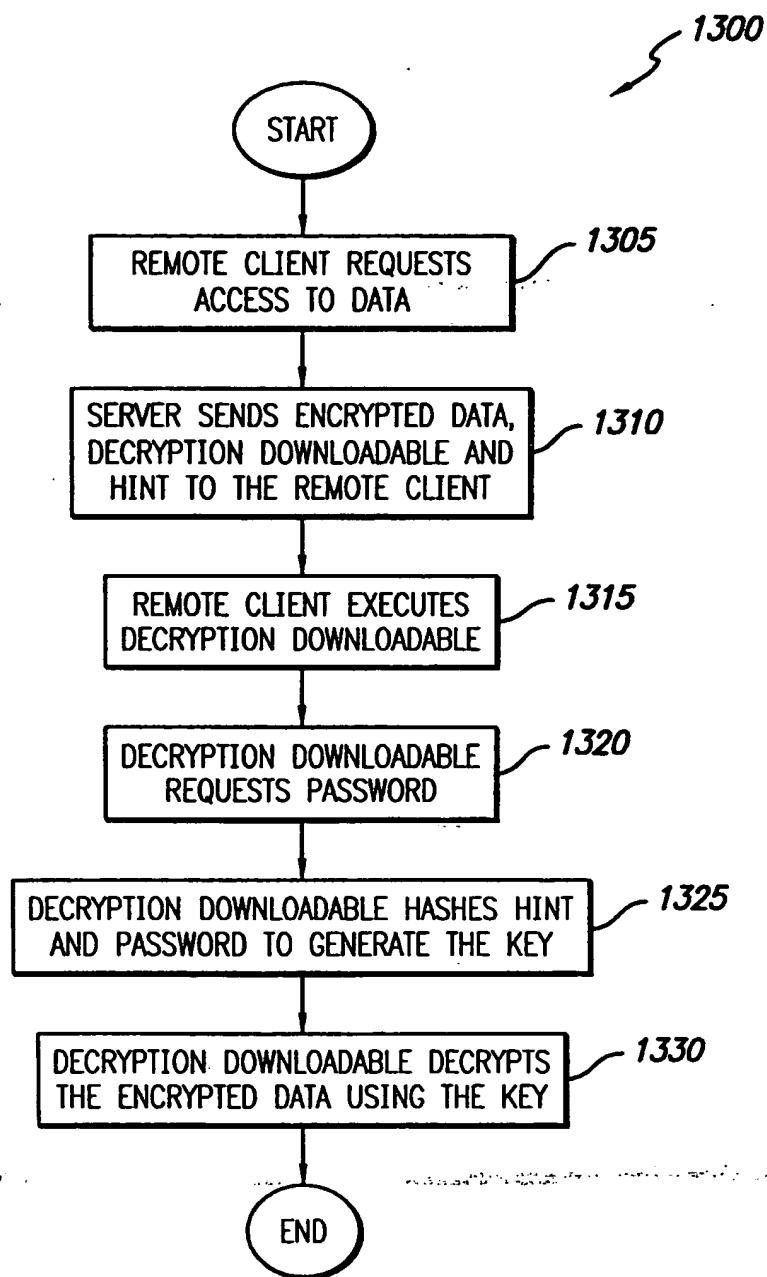 1300
START
REMOTE CLIENT REQUESTS
ACCESS TO DATA
1305
SERVER SENDS ENCRYPTED DATA,
DECRYPTION DOWNLOADABLE AND
HINT TO THE REMOTE CLIENT
1310
REMOTE CLIENT EXECUTES
DECRYPTION DOWNLOADABLE
1315
DECRYPTION DOWNLOADABLE
REQUESTS PASSWORD
1320
DECRYPTION DOWNLOADABLE HASHES HINT
AND PASSWORD TO GENERATE THE KEY
1325
DECRYPTION DOWNLOADABLE DECRYPTS
THE ENCRYPTED DATA USING THE KEY
1330
END